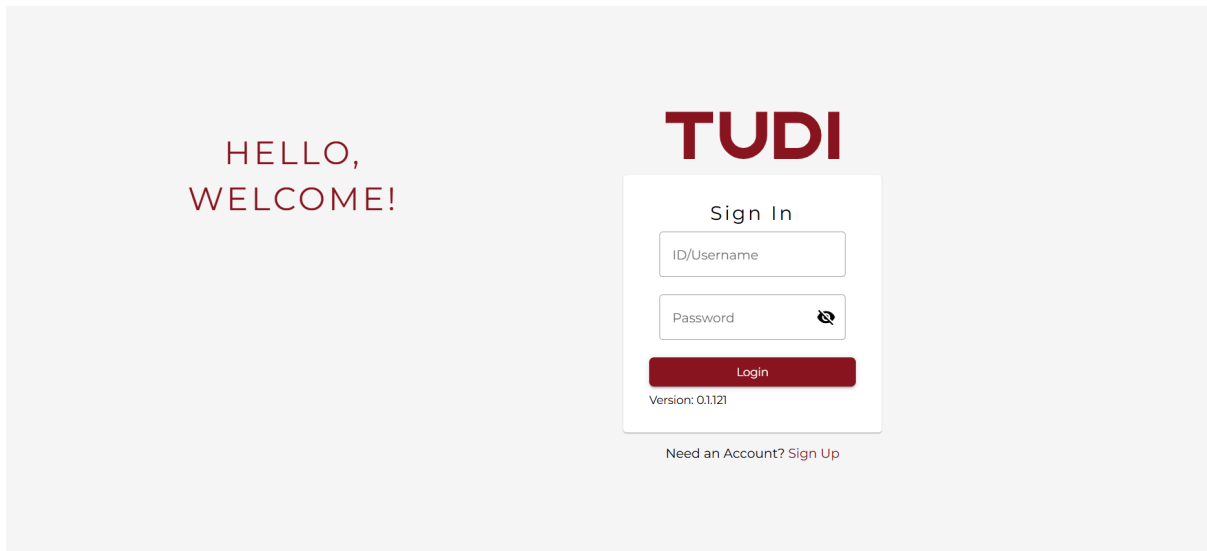 HELLO,
WELCOME!
TUDI
Sign In
ID/Username
Password
Login
Version: 0.1.121
Need an Account? Sign Up